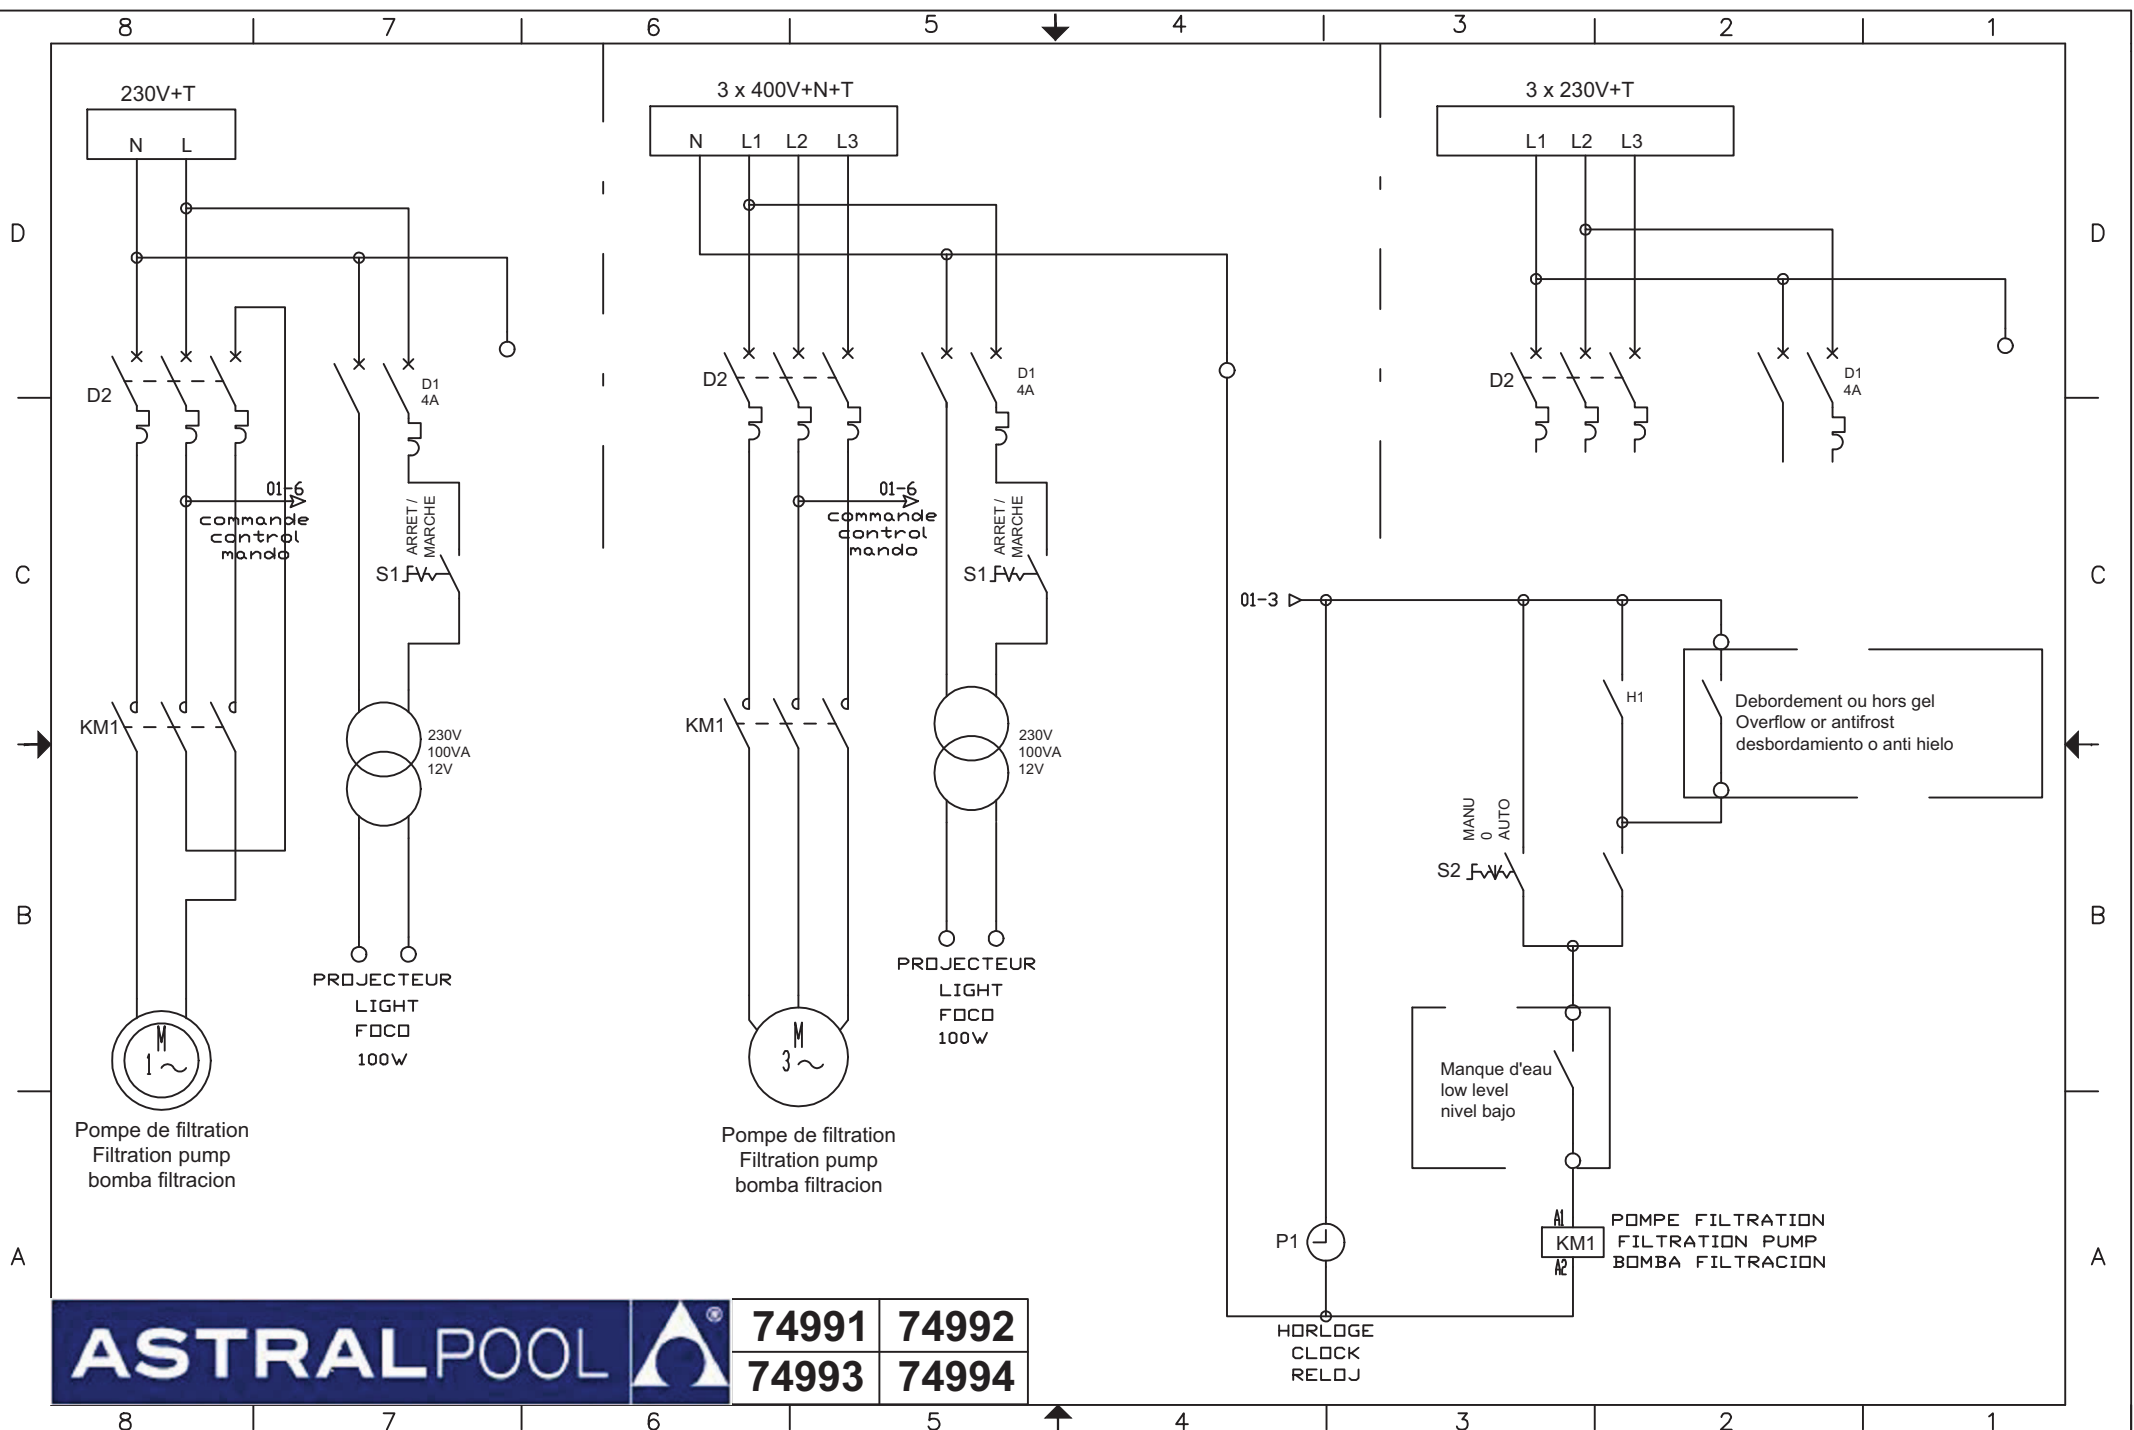 8 7 6 5 4 3 2 1
230V+T
N L
3 x 400V+N+T
N L1 L2 L3
3 x 230V+T
L1 L2 L3
D
D
D2
D1
4A
D2
D1
4A
D2
D1
4A
01-6
commande
control
mando
ARRET /
MARCHE
S1
01-6
commande
control
mando
ARRET /
MARCHE
S1
C
C
01-3
H1
Debordement ou hors gel
Overflow or antifrost
desbordamiento o anti hielo
KM1
230V
100VA
12V
KM1
230V
100VA
12V
MANU
0
AUTO
S2
B
B
PROJECTEUR
LIGHT
FOCO
100W
PROJECTEUR
LIGHT
FOCO
100W
M
1~
M
3~
Manque d'eau
low level
nivel bajo
Pompe de filtration
Filtration pump
bomba filtracion
Pompe de filtration
Filtration pump
bomba filtracion
A
A
P1
A1
KM1
A2
POMPE FILTRATION
FILTRATION PUMP
BOMBA FILTRACION
HORLOGE
CLOCK
RELOJ
ASTRALPOOL ®
74991 74992
74993 74994
8 7 6 5 4 3 2 1